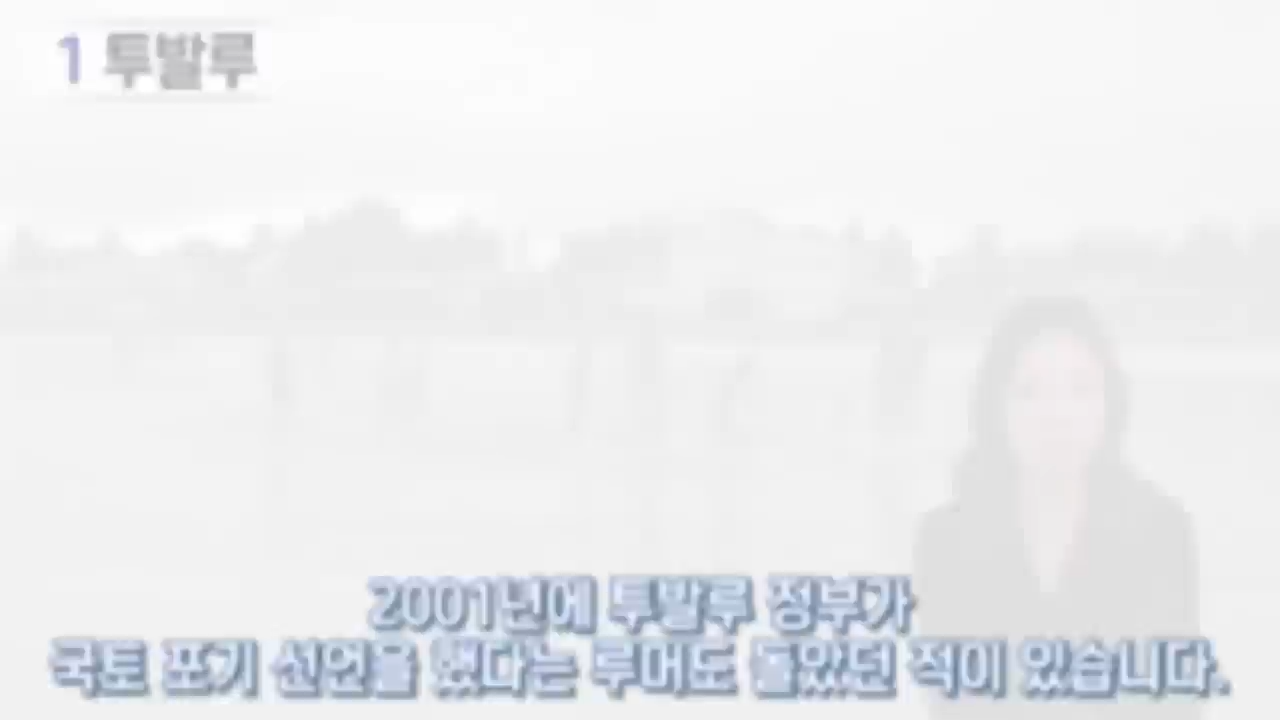 1 투발루
2001년에 투발루 정부가
국토 포기 선언을 했다는 루머도 돌았던 적이 있습니다.